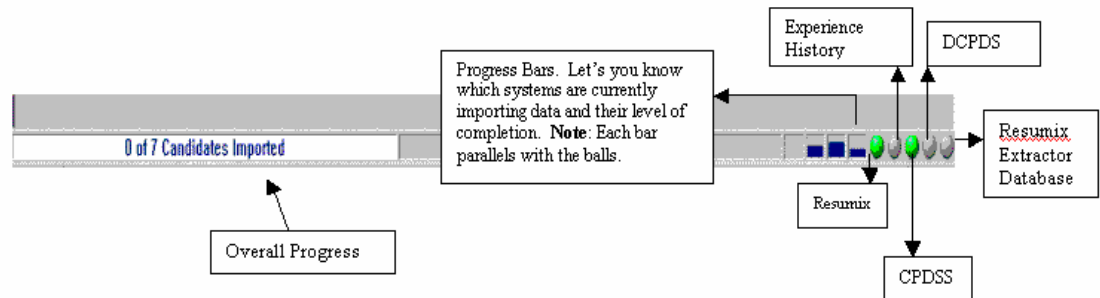 Experience
History
DCPDS
Progress Bars. Let's you know
which systems are currently
importing data and their level of
completion. Note: Each bar
parallels with the balls.
0 of 7 Candidates Imported
Resumix
Extractor
Database
Resumix
Overall Progress
CPDSS